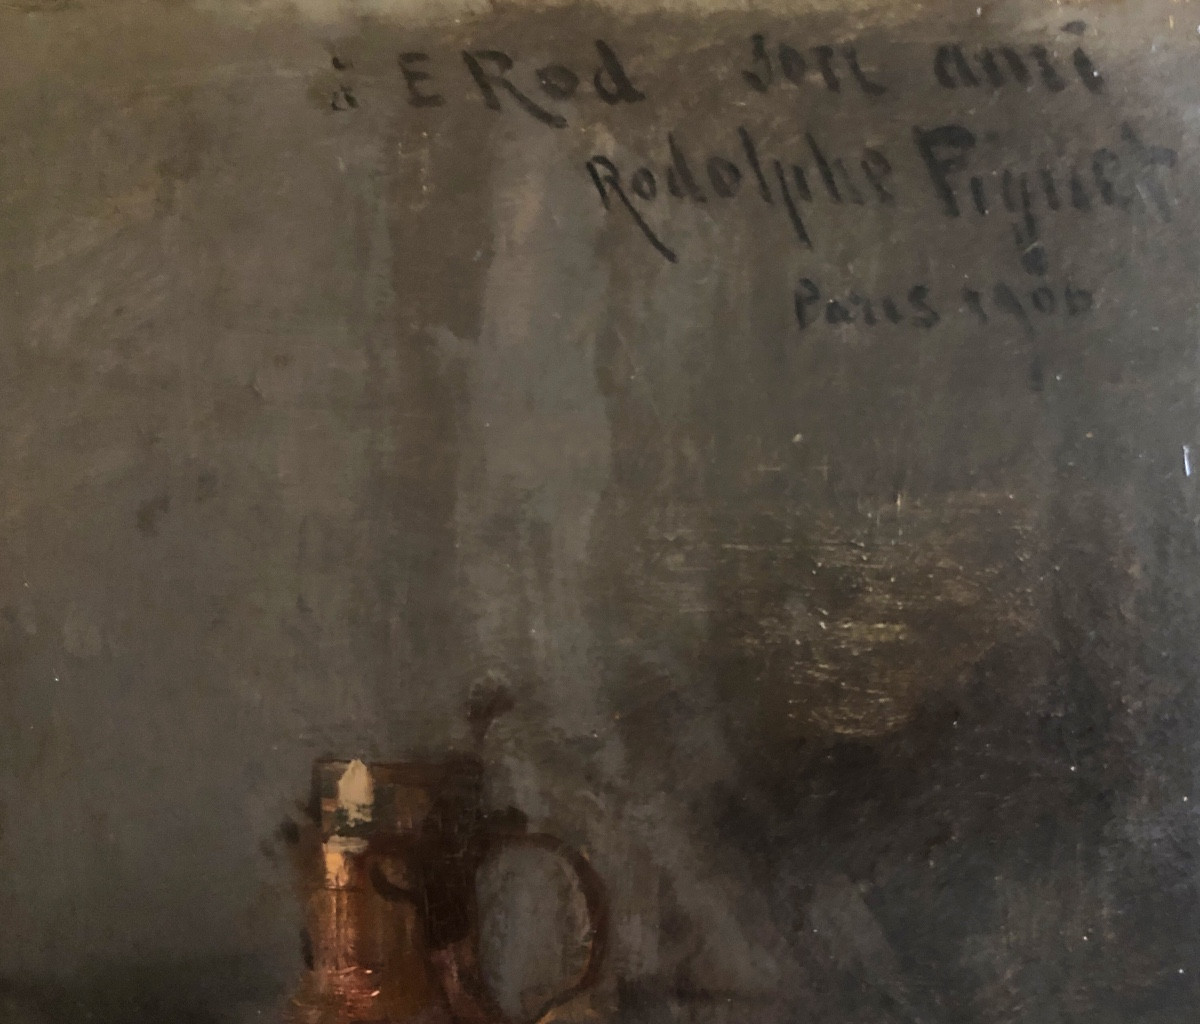 à E Rod son ami
Rodolphe Piguet
Paris 1906